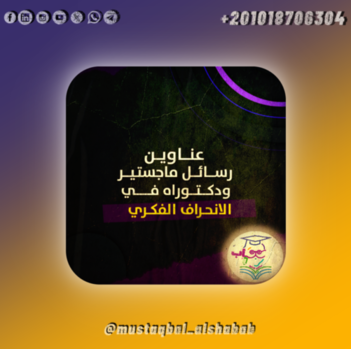 +201018706304
عناوين
رسائل ماجستير
ودكتوراه في
الانحراف الفكري
@mustaqbal_alshabab